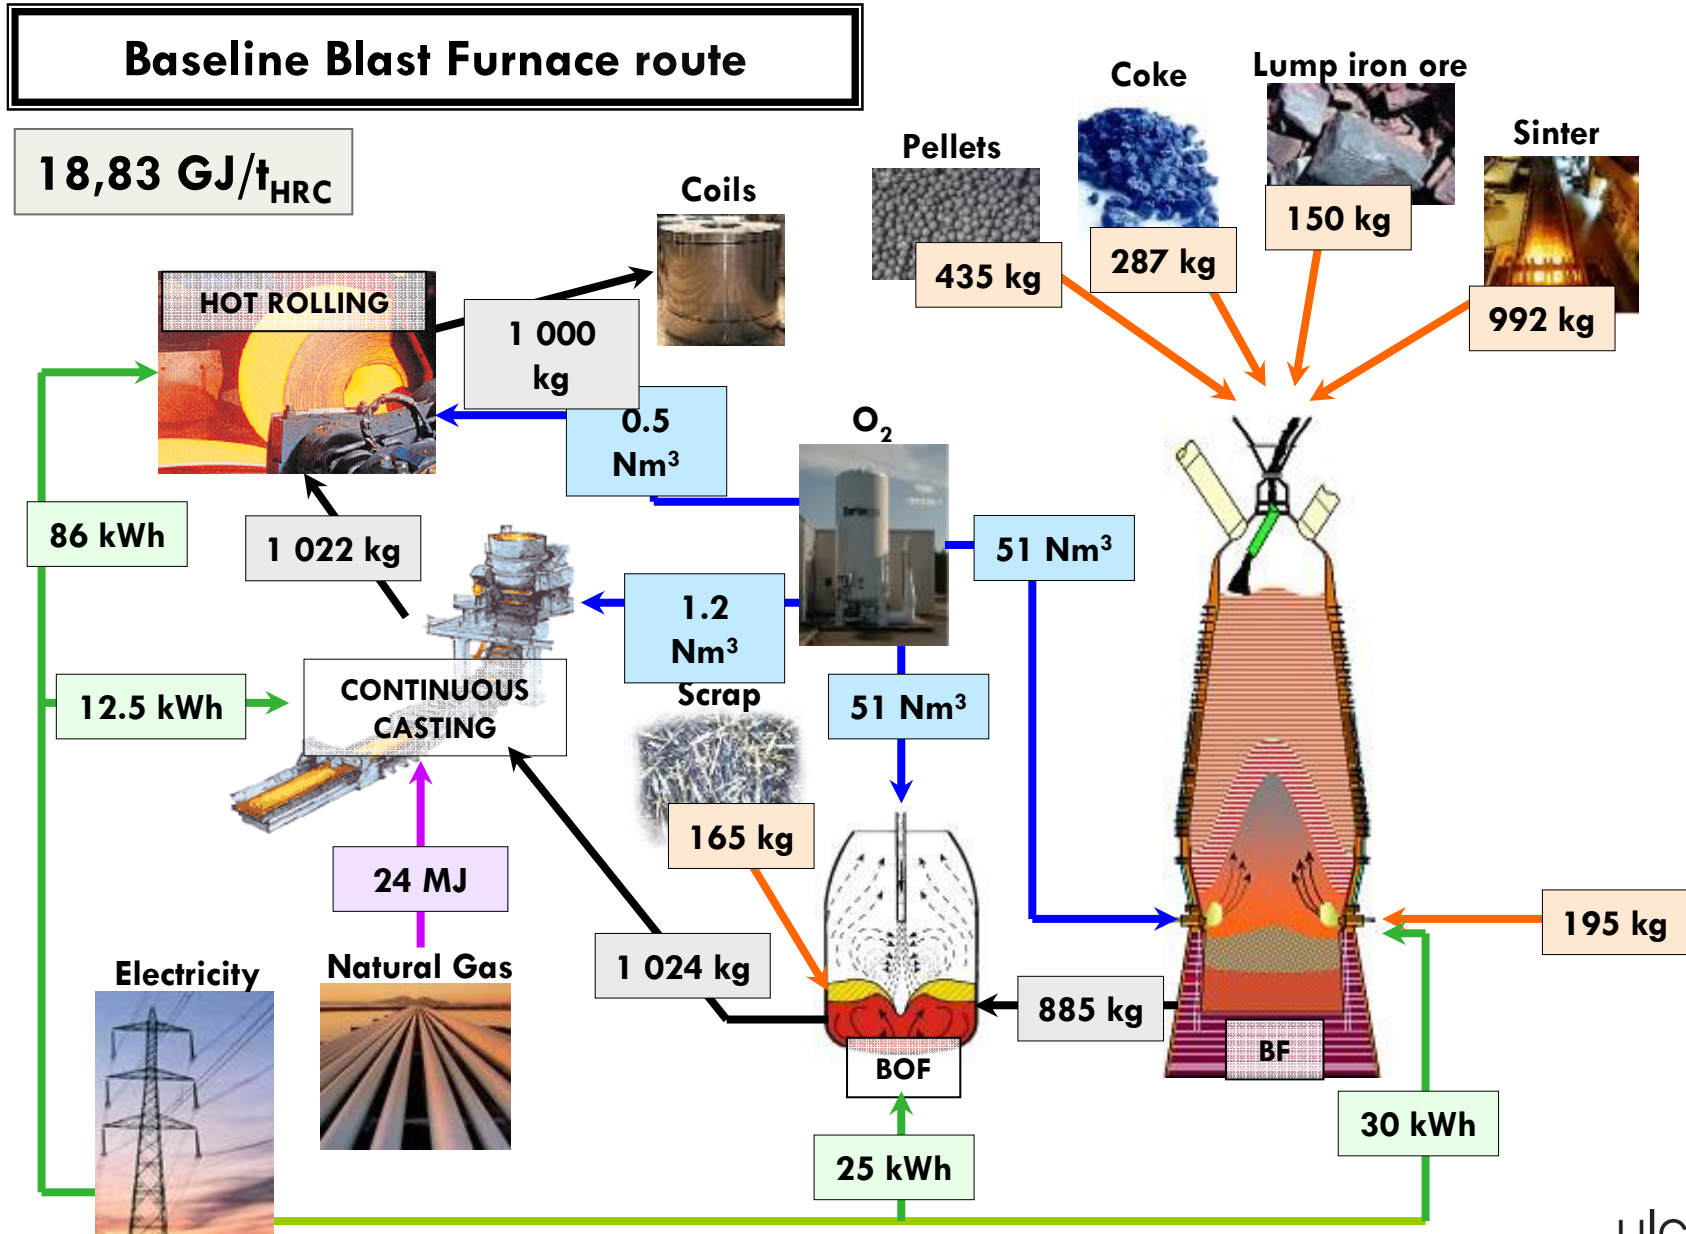 Baseline Blast Furnace route
18,83 GJ/tHRC
Coke
Lump iron ore
Pellets
Sinter
Coils
435 kg
287 kg
150 kg
992 kg
HOT ROLLING
1 000
kg
0.5
Nm³
O₂
86 kWh
1 022 kg
51 Nm³
1.2
Nm³
12.5 kWh
CONTINUOUS
CASTING
Scrap
51 Nm³
165 kg
24 MJ
195 kg
Electricity
Natural Gas
1 024 kg
885 kg
BF
BOF
30 kWh
25 kWh